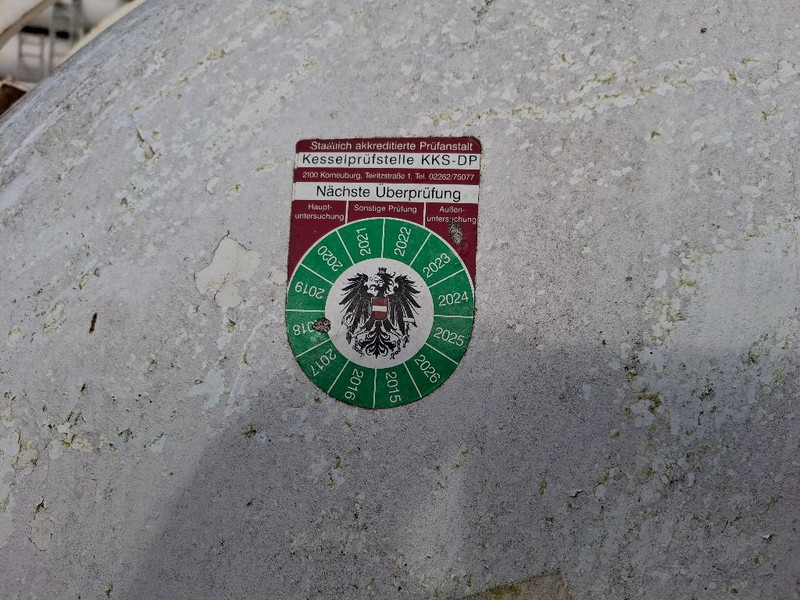 Staatlich akkreditierte Prüfanstalt
Kesselprüfstelle KKS-DP
2100 Korneuburg, Teiritzstraße 1, Tel. 02262/75077
Nächste Überprüfung
Haupt-
untersuchung
Sonstige Prüfung
Außen-
untersuchung
2015
2016
2017
2018
2019
2020
2021
2022
2023
2024
2025
2026